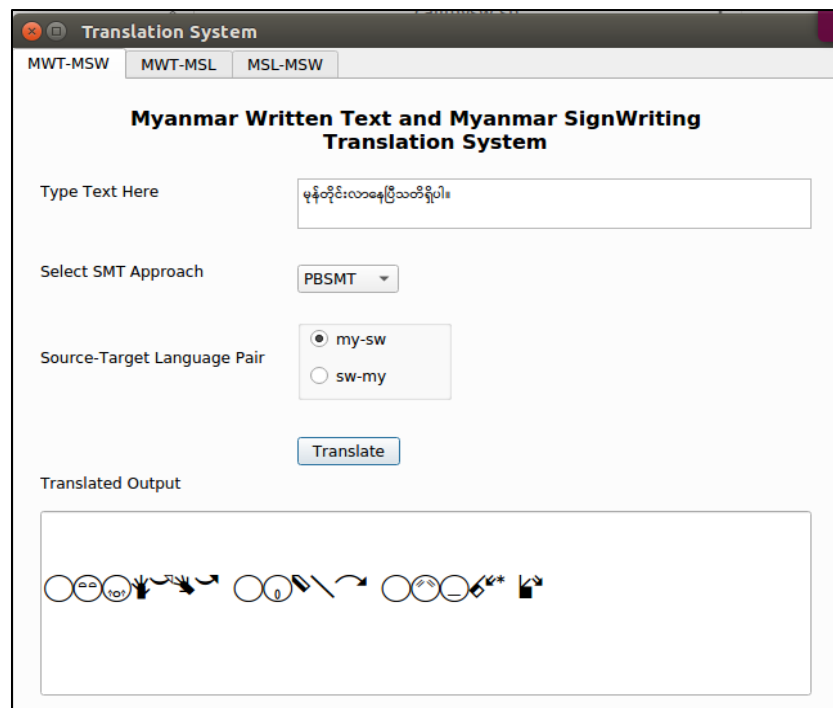 Translation System
MWT-MSW MWT-MSL MSL-MSW
Myanmar Written Text and Myanmar SignWriting
Translation System
Type Text Here
မုန်တိုင်းလာနေပြီသတိရှိပါ။
Select SMT Approach
PBSMT
Source-Target Language Pair
my-sw
sw-my
Translate
Translated Output